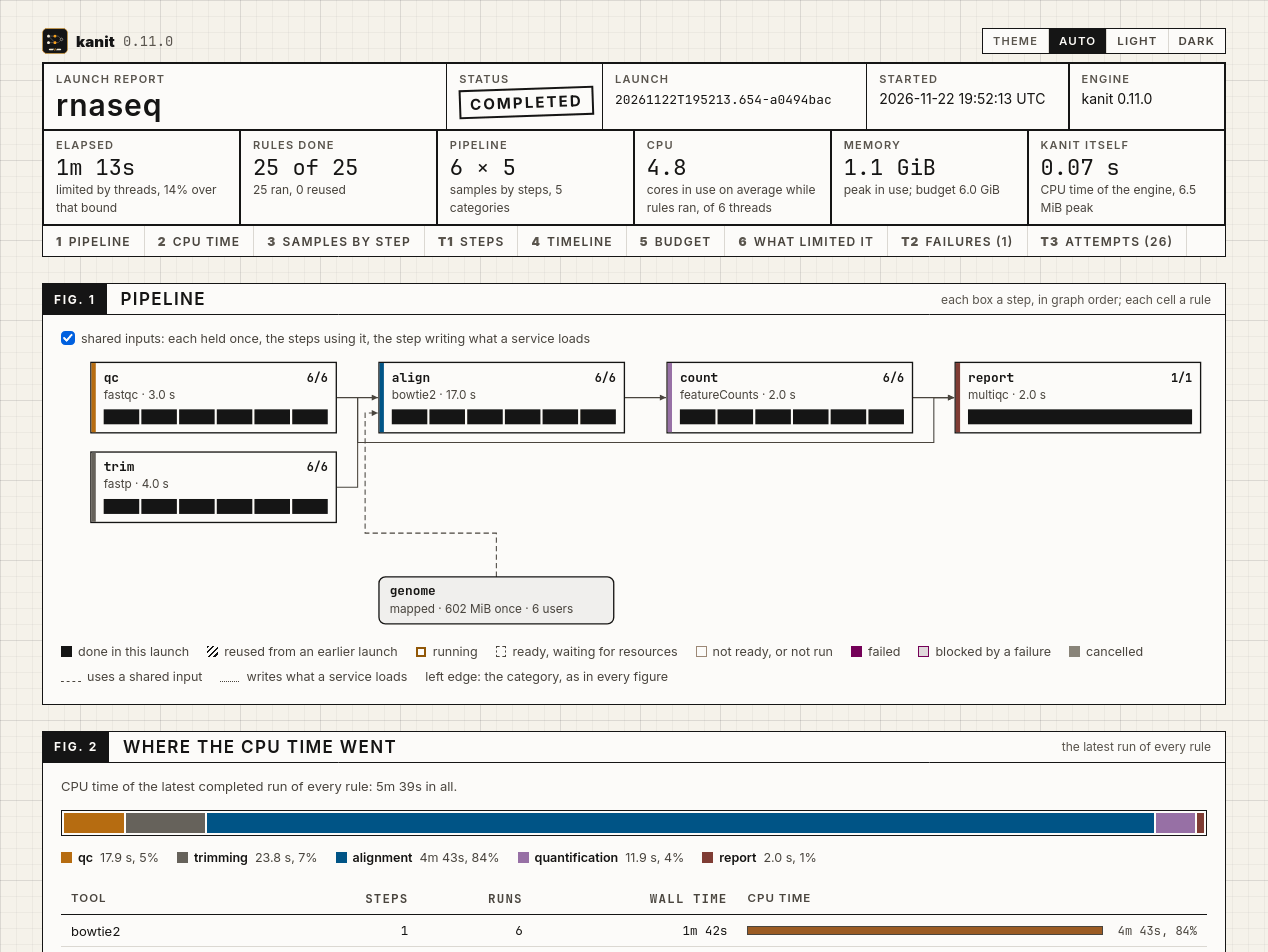 kanit 0.11.0
THEME AUTO LIGHT DARK
LAUNCH REPORT
rnaseq
STATUS
COMPLETED
LAUNCH
20261122T195213.654-a0494bac
STARTED
2026-11-22 19:52:13 UTC
ENGINE
kanit 0.11.0
ELAPSED
1m 13s
limited by threads, 14% over
that bound
RULES DONE
25 of 25
25 ran, 0 reused
PIPELINE
6 × 5
samples by steps, 5
categories
CPU
4.8
cores in use on average while
rules ran, of 6 threads
MEMORY
1.1 GiB
peak in use; budget 6.0 GiB
KANIT ITSELF
0.07 s
CPU time of the engine, 6.5
MiB peak
1 PIPELINE 2 CPU TIME 3 SAMPLES BY STEP T1 STEPS 4 TIMELINE 5 BUDGET 6 WHAT LIMITED IT T2 FAILURES (1) T3 ATTEMPTS (26)
FIG. 1 PIPELINE each box a step, in graph order; each cell a rule
shared inputs: each held once, the steps using it, the step writing what a service loads
qc 6/6
fastqc · 3.0 s
align 6/6
bowtie2 · 17.0 s
count 6/6
featureCounts · 2.0 s
report 1/1
multiqc · 2.0 s
trim 6/6
fastp · 4.0 s
genome
mapped · 602 MiB once · 6 users
done in this launch reused from an earlier launch running ready, waiting for resources not ready, or not run failed blocked by a failure cancelled
uses a shared input writes what a service loads left edge: the category, as in every figure
FIG. 2 WHERE THE CPU TIME WENT the latest run of every rule
CPU time of the latest completed run of every rule: 5m 39s in all.
qc 17.9 s, 5% trimming 23.8 s, 7% alignment 4m 43s, 84% quantification 11.9 s, 4% report 2.0 s, 1%
TOOL STEPS RUNS WALL TIME CPU TIME
bowtie2 1 6 1m 42s 4m 43s, 84%